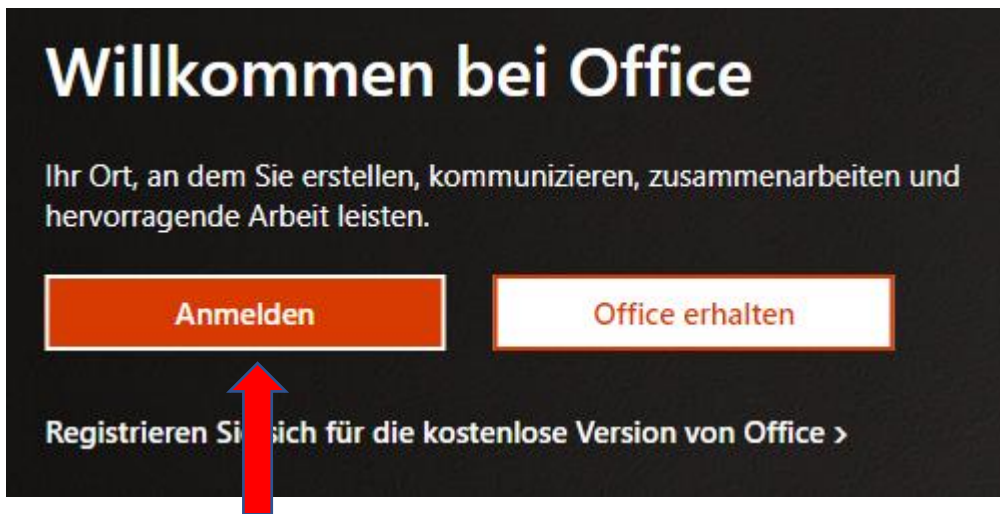 Willkommen bei Office
Ihr Ort, an dem Sie erstellen, kommunizieren, zusammenarbeiten und
hervorragende Arbeit leisten.
Anmelden
Office erhalten
Registrieren Sie sich für die kostenlose Version von Office >